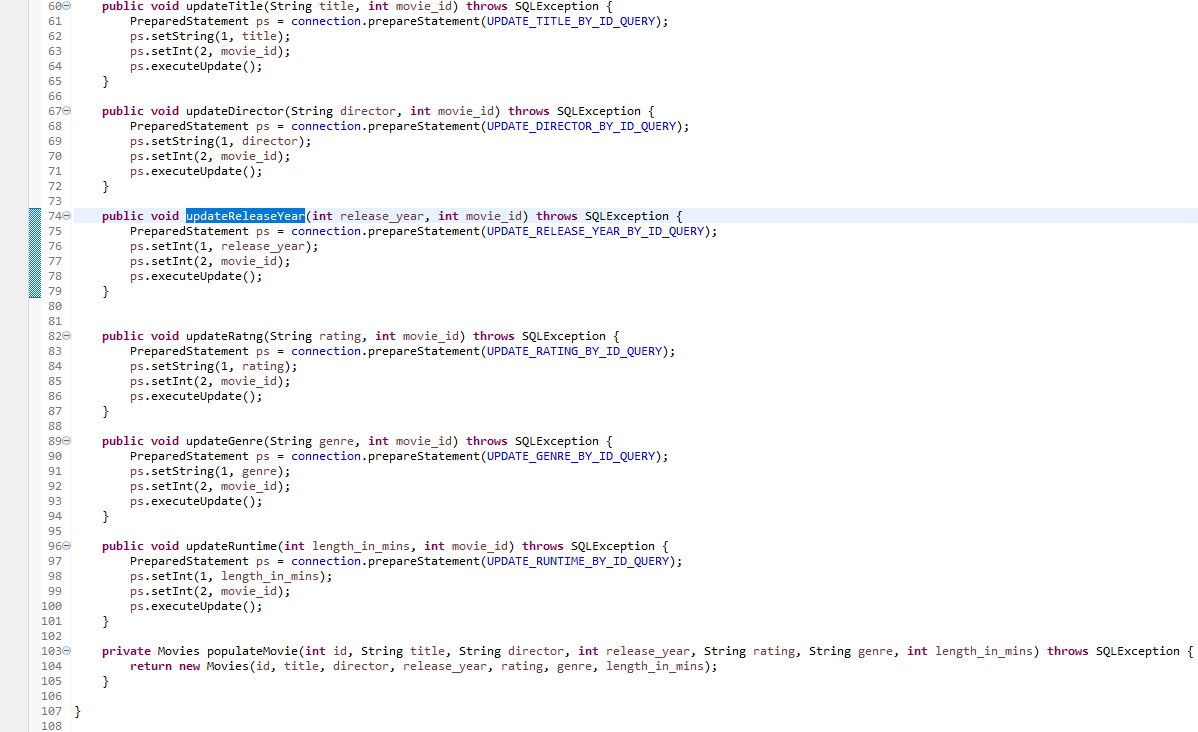 60 public void updateTitle(String title, int movie_id) throws SQLException {
61 PreparedStatement ps = connection.prepareStatement(UPDATE_TITLE_BY_ID_QUERY);
62 ps.setString(1, title);
63 ps.setInt(2, movie_id);
64 ps.executeUpdate();
65 }
66
67 public void updateDirector(String director, int movie_id) throws SQLException {
68 PreparedStatement ps = connection.prepareStatement(UPDATE_DIRECTOR_BY_ID_QUERY);
69 ps.setString(1, director);
70 ps.setInt(2, movie_id);
71 ps.executeUpdate();
72 }
73
74 public void updateReleaseYear(int release_year, int movie_id) throws SQLException {
75 PreparedStatement ps = connection.prepareStatement(UPDATE_RELEASE_YEAR_BY_ID_QUERY);
76 ps.setInt(1, release_year);
77 ps.setInt(2, movie_id);
78 ps.executeUpdate();
79 }
80
81
82 public void updateRatng(String rating, int movie_id) throws SQLException {
83 PreparedStatement ps = connection.prepareStatement(UPDATE_RATING_BY_ID_QUERY);
84 ps.setString(1, rating);
85 ps.setInt(2, movie_id);
86 ps.executeUpdate();
87 }
88
89 public void updateGenre(String genre, int movie_id) throws SQLException {
90 PreparedStatement ps = connection.prepareStatement(UPDATE_GENRE_BY_ID_QUERY);
91 ps.setString(1, genre);
92 ps.setInt(2, movie_id);
93 ps.executeUpdate();
94 }
95
96 public void updateRuntime(int length_in_mins, int movie_id) throws SQLException {
97 PreparedStatement ps = connection.prepareStatement(UPDATE_RUNTIME_BY_ID_QUERY);
98 ps.setInt(1, length_in_mins);
99 ps.setInt(2, movie_id);
100 ps.executeUpdate();
101 }
102
103 private Movies populateMovie(int id, String title, String director, int release_year, String rating, String genre, int length_in_mins) throws SQLException {
104 return new Movies(id, title, director, release_year, rating, genre, length_in_mins);
105 }
106
107 }
108